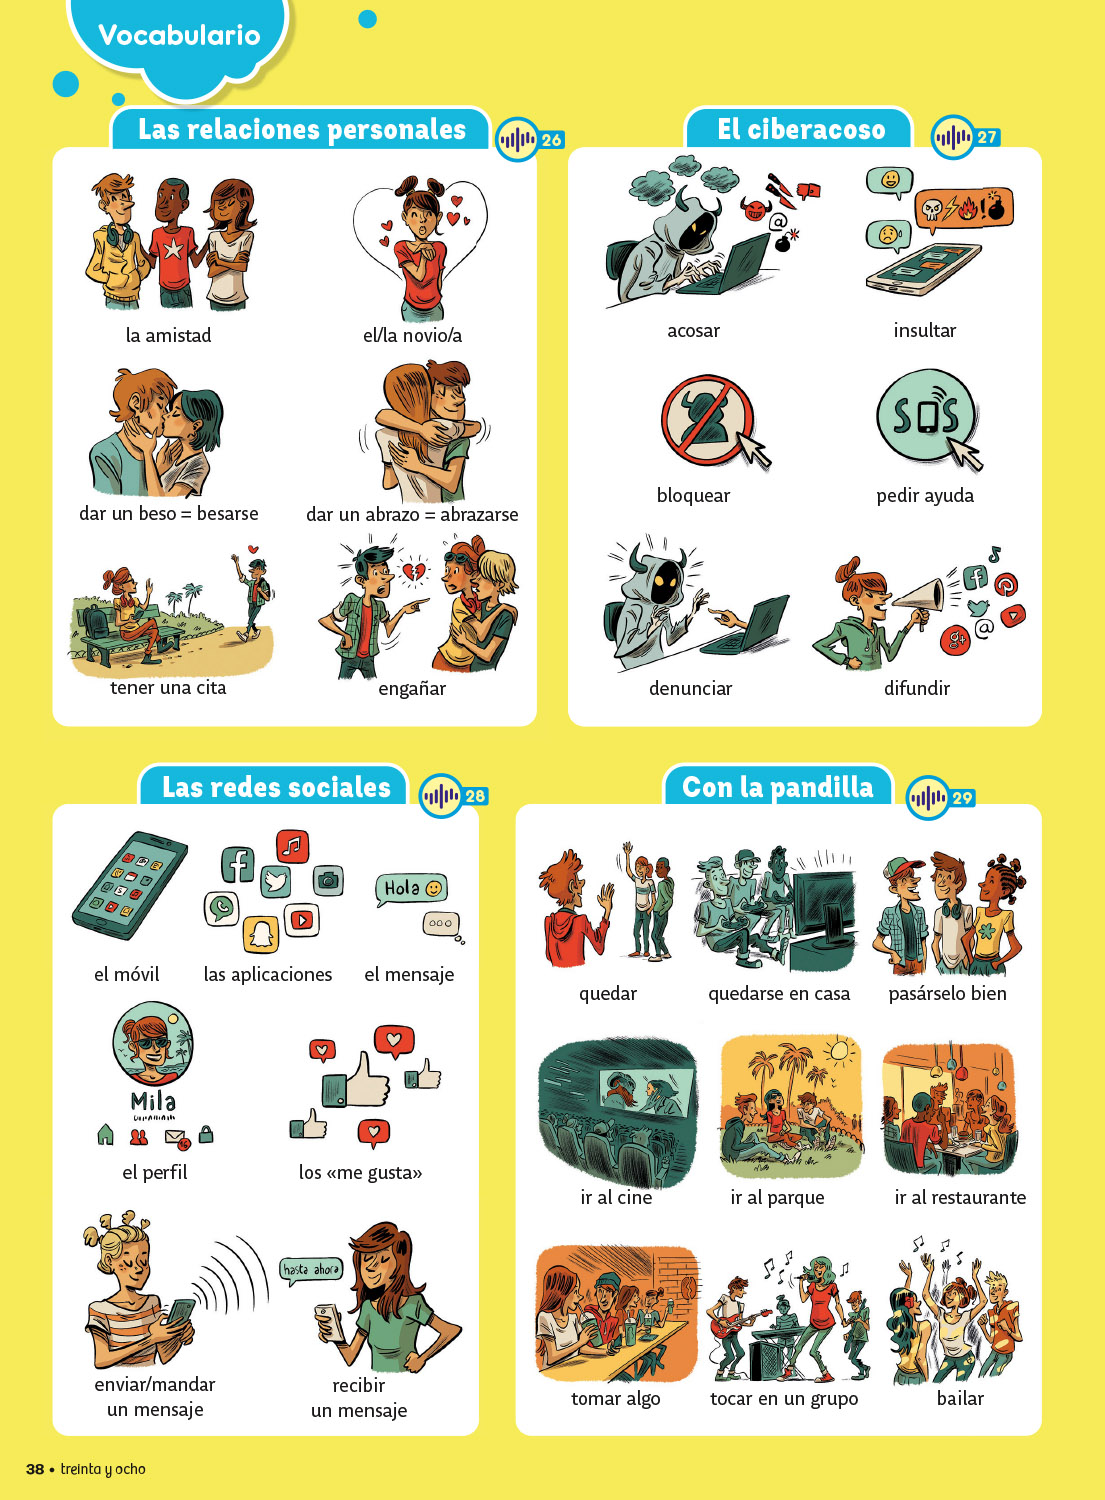 Vocabulario
Las relaciones personales
26
la amistad
el/la novio/a
dar un beso = besarse
dar un abrazo = abrazarse
tener una cita
engañar
El ciberacoso
27
@
acosar
insultar
bloquear
SOS
pedir ayuda
denunciar
@
g+
difundir
Las redes sociales
28
el móvil
las aplicaciones
Hola
el mensaje
Mila
el perfil
los «me gusta»
enviar/mandar
un mensaje
hasta ahora
recibir
un mensaje
Con la pandilla
29
quedar
quedarse en casa
pasárselo bien
ir al cine
ir al parque
ir al restaurante
tomar algo
tocar en un grupo
bailar
38 • treinta y ocho